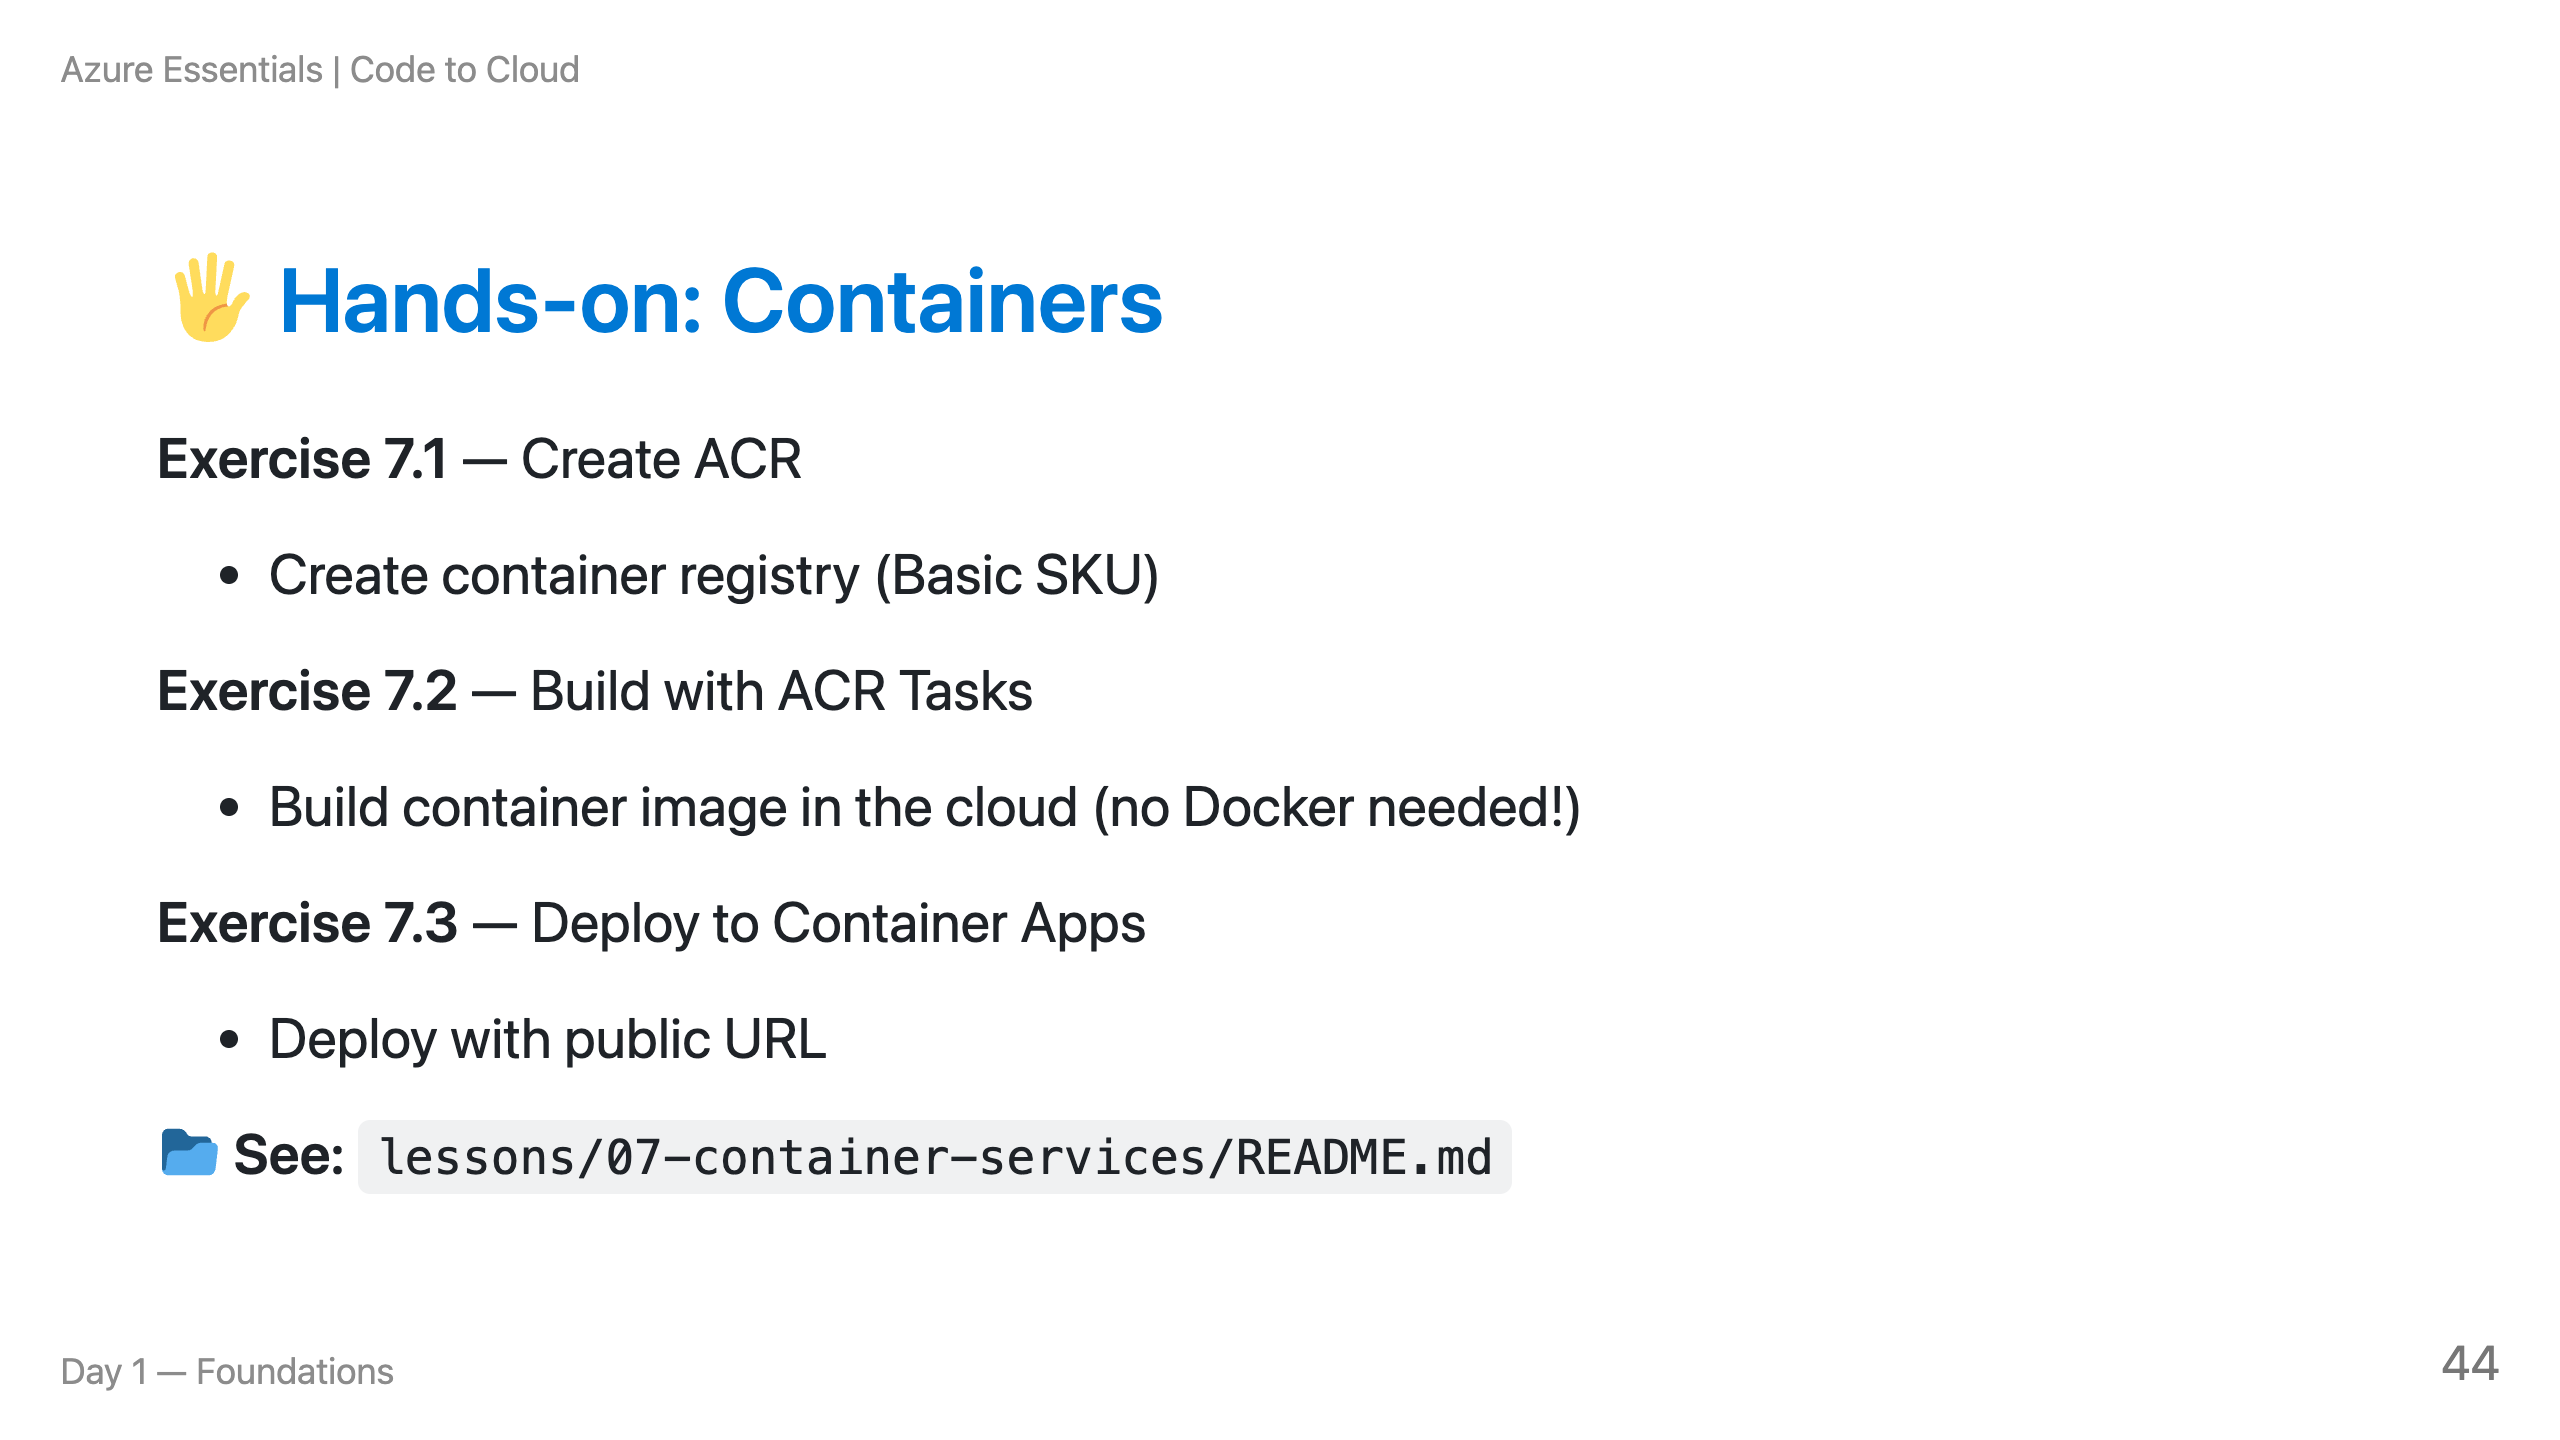 Azure Essentials | Code to Cloud
🖐 Hands-on: Containers
Exercise 7.1 — Create ACR
• Create container registry (Basic SKU)
Exercise 7.2 — Build with ACR Tasks
• Build container image in the cloud (no Docker needed!)
Exercise 7.3 — Deploy to Container Apps
• Deploy with public URL
📂 See: lessons/07-container-services/README.md
Day 1 — Foundations
44